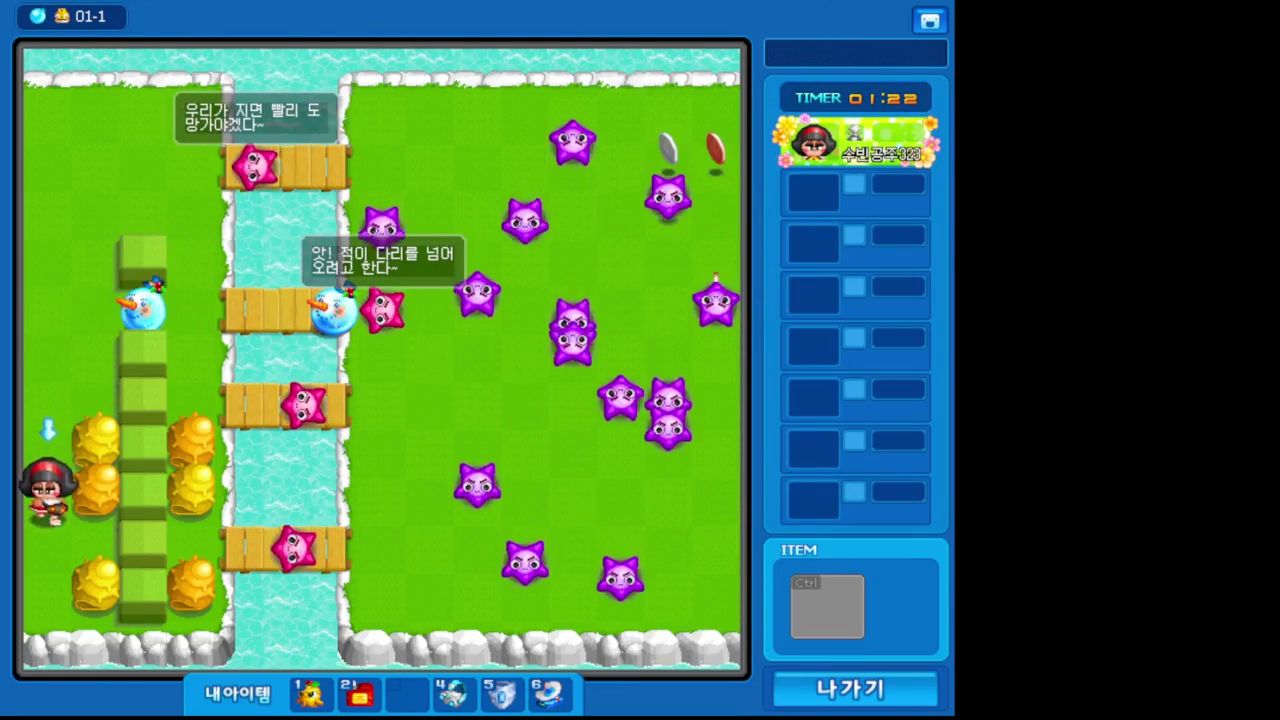 01-1
우리가 지면 빨리 도
망가야겠다~
앗! 적이 다리를 넘어
오려고 한다~
TIMER 01:22
수빈공주023
ITEM
Ctrl
내아이템
1
2
4
5
6
나가기